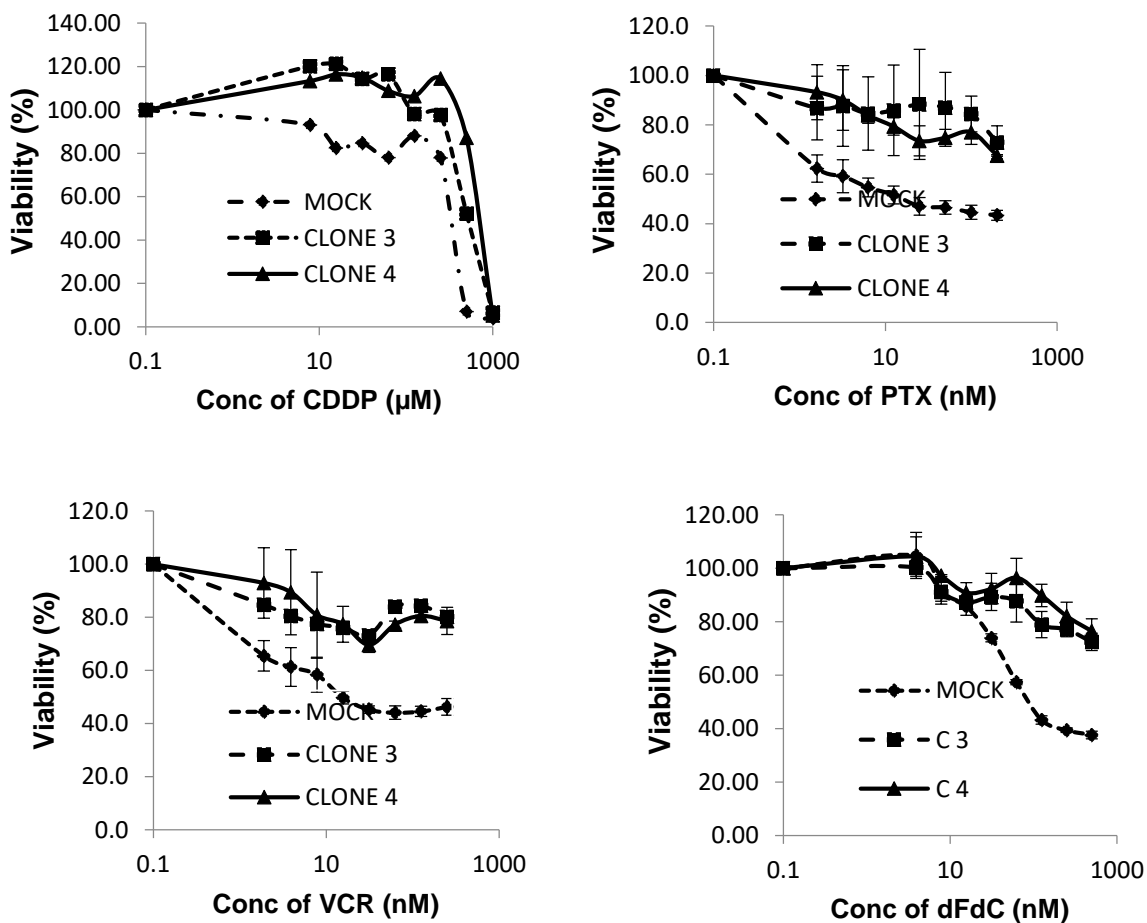 140.00
120.00
100.00
80.00
60.00
40.00
20.00
0.00
Viability (%)
MOCK
CLONE 3
CLONE 4
0.1 10 1000
Conc of CDDP (µM)
120.0
100.0
80.0
60.0
40.0
20.0
0.0
Viability (%)
MOCK
CLONE 3
CLONE 4
0.1 10 1000
Conc of PTX (nM)
120.0
100.0
80.0
60.0
40.0
20.0
0.0
Viability (%)
MOCK
CLONE 3
CLONE 4
0.1 10 1000
Conc of VCR (nM)
120.00
100.00
80.00
60.00
40.00
20.00
0.00
Viability (%)
MOCK
C 3
C 4
0.1 10 1000
Conc of dFdC (nM)